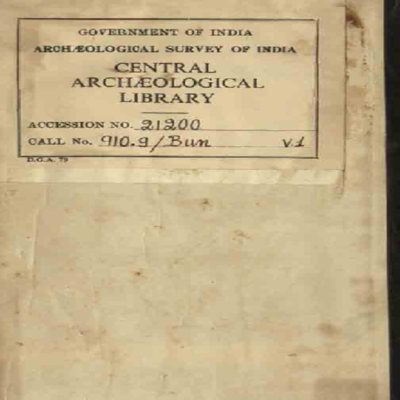 GOVERNMENT OF INDIA
ARCHÆOLOGICAL SURVEY OF INDIA
CENTRAL
ARCHÆOLOGICAL
LIBRARY
ACCESSION NO. 21200
CALL No. 910.9/Bun V.1
D.G.A. 79